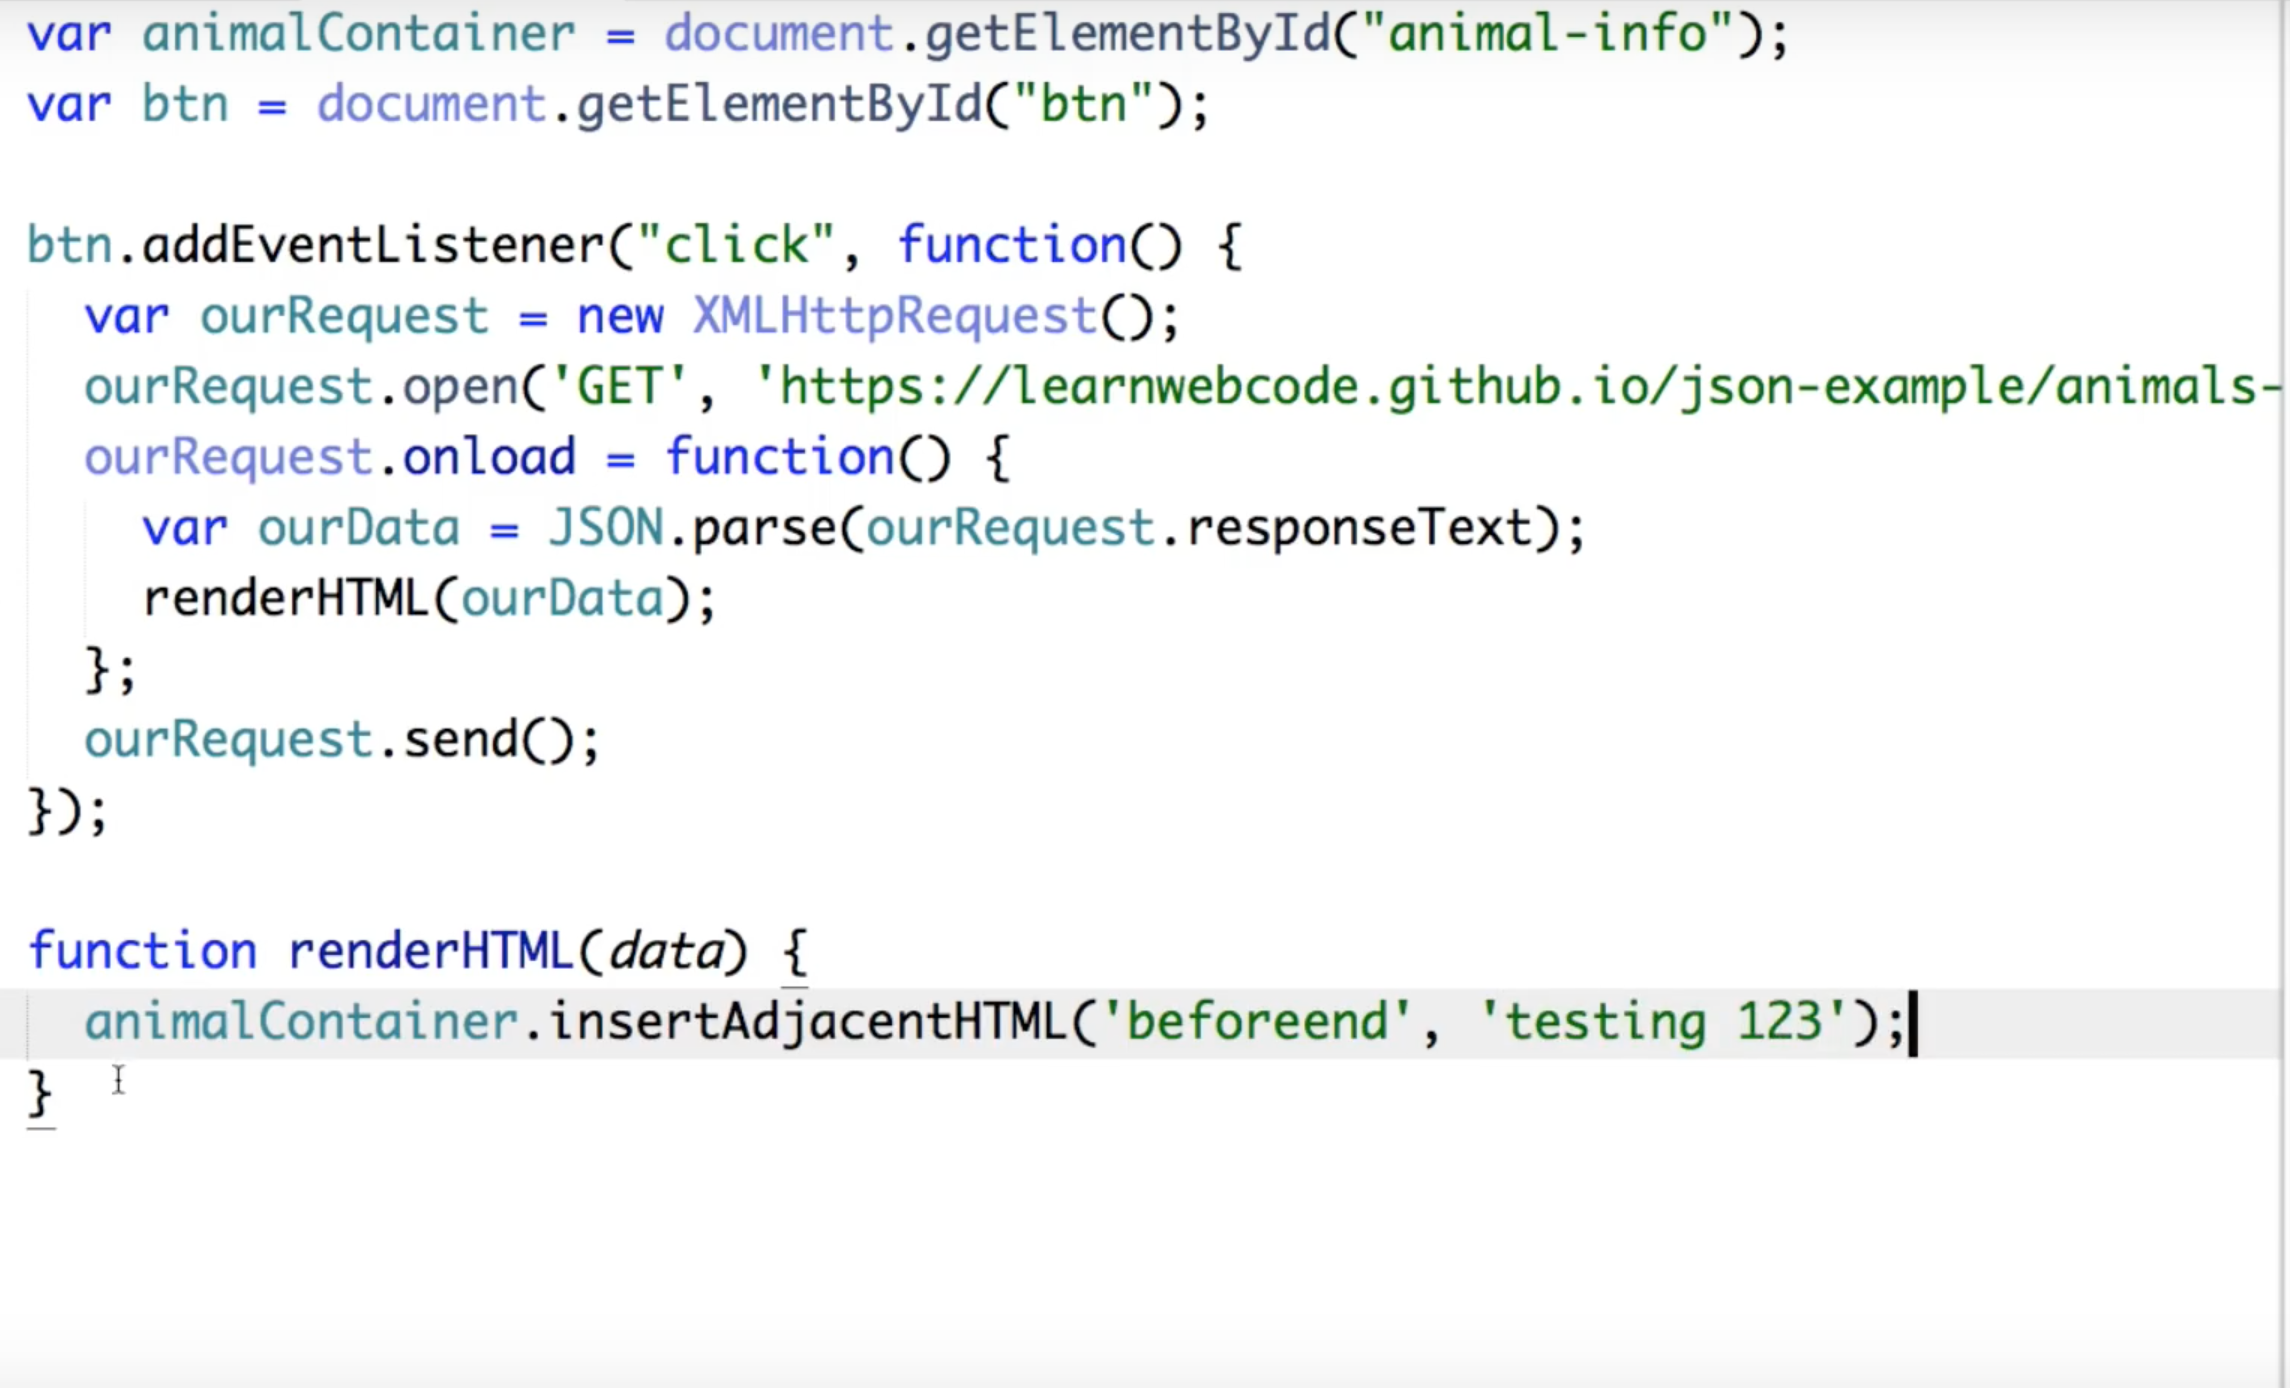 var animalContainer = document.getElementById("animal-info");
var btn = document.getElementById("btn");
btn.addEventListener("click", function() {
var ourRequest = new XMLHttpRequest();
ourRequest.open('GET', 'https://learnwebcode.github.io/json-example/animals-
ourRequest.onload = function() {
var ourData = JSON.parse(ourRequest.responseText);
renderHTML(ourData);
};
ourRequest.send();
});
function renderHTML(data) {
animalContainer.insertAdjacentHTML('beforeend', 'testing 123');
}